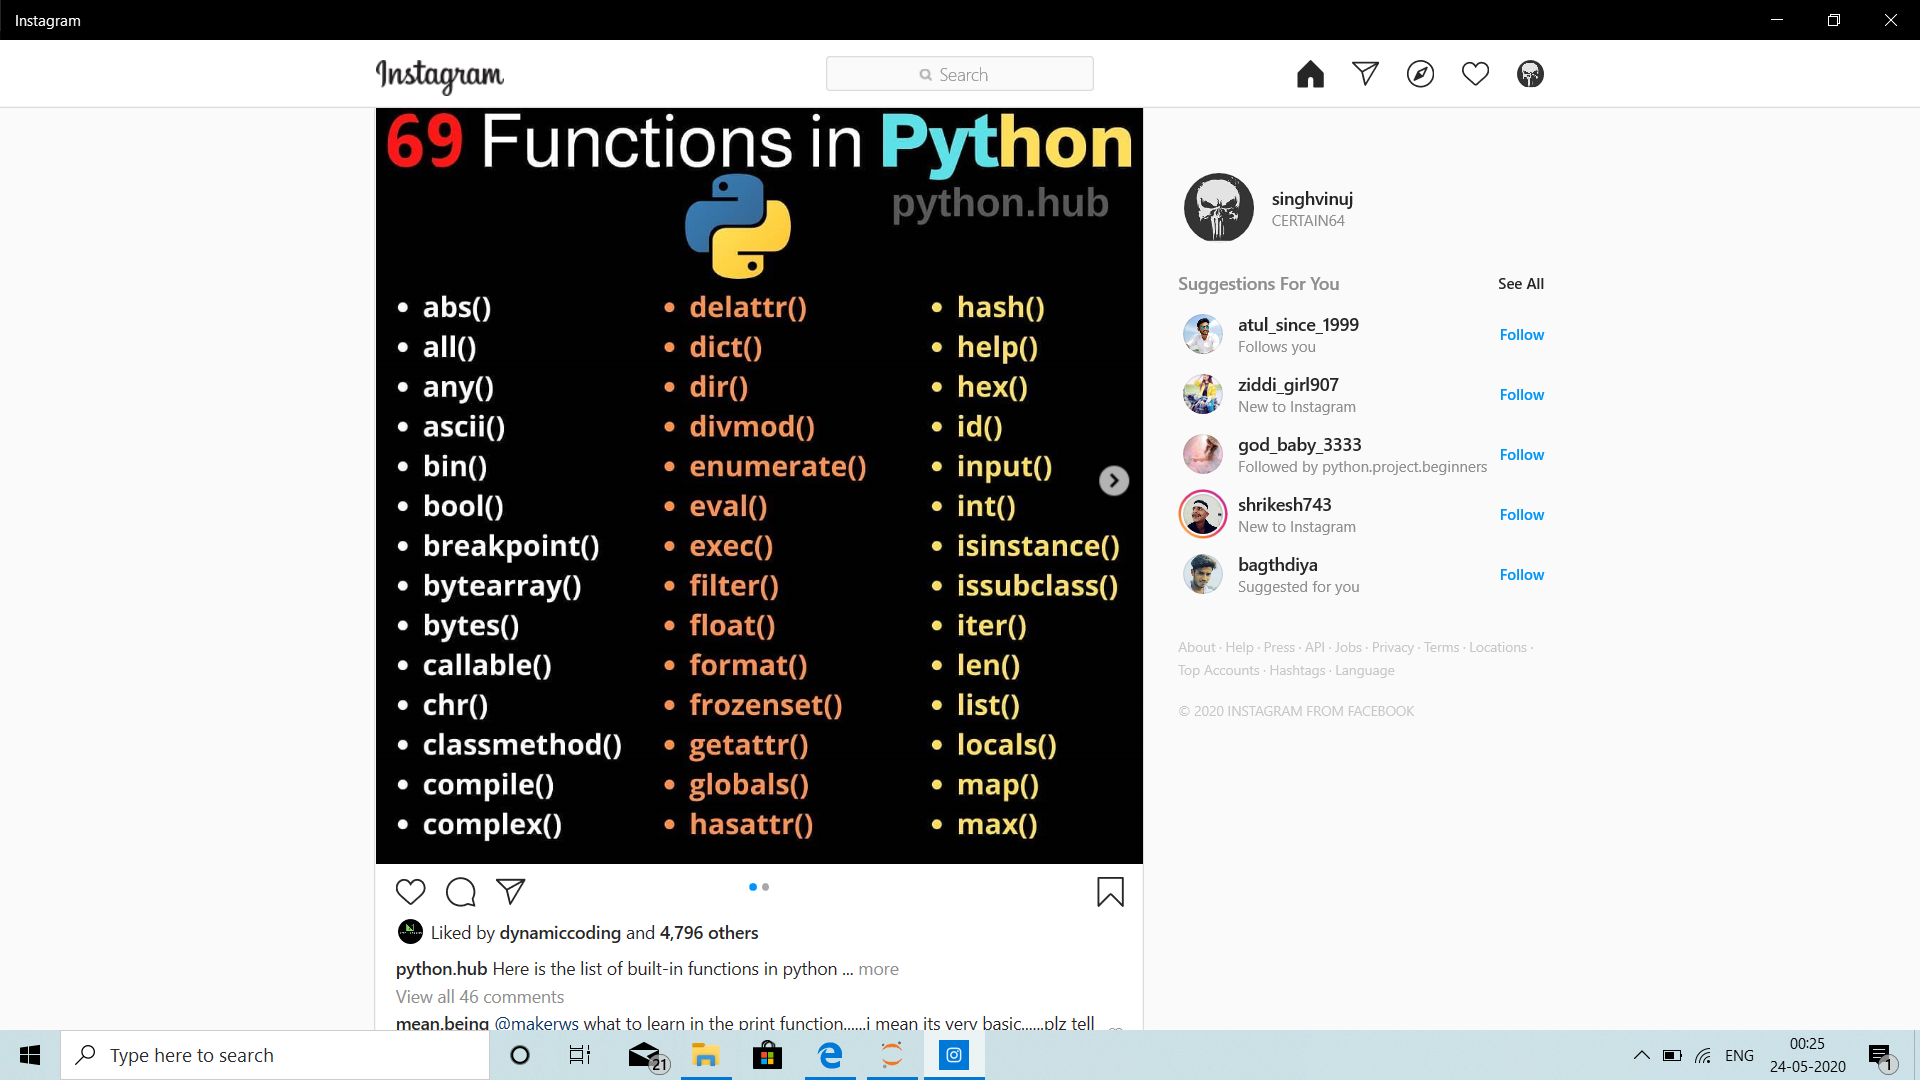 Instagram
Instagram
Search
69 Functions in Python
python.hub
• abs()
• all()
• any()
• ascii()
• bin()
• bool()
• breakpoint()
• bytearray()
• bytes()
• callable()
• chr()
• classmethod()
• compile()
• complex()
• delattr()
• dict()
• dir()
• divmod()
• enumerate()
• eval()
• exec()
• filter()
• float()
• format()
• frozenset()
• getattr()
• globals()
• hasattr()
• hash()
• help()
• hex()
• id()
• input()
• int()
• isinstance()
• issubclass()
• iter()
• len()
• list()
• locals()
• map()
• max()
Liked by dynamiccoding and 4,796 others
python.hub Here is the list of built-in functions in python ... more
View all 46 comments
mean.being @makerws what to learn in the print function......i mean its very basic......plz tell
singhvinuj
CERTAIN64
Suggestions For You
See All
atul_since_1999
Follows you
Follow
ziddi_girl907
New to Instagram
Follow
god_baby_3333
Followed by python.project.beginners
Follow
shrikesh743
New to Instagram
Follow
bagthdiya
Suggested for you
Follow
About · Help · Press · API · Jobs · Privacy · Terms · Locations ·
Top Accounts · Hashtags · Language
© 2020 INSTAGRAM FROM FACEBOOK
Type here to search
21
ENG
00:25
24-05-2020
1